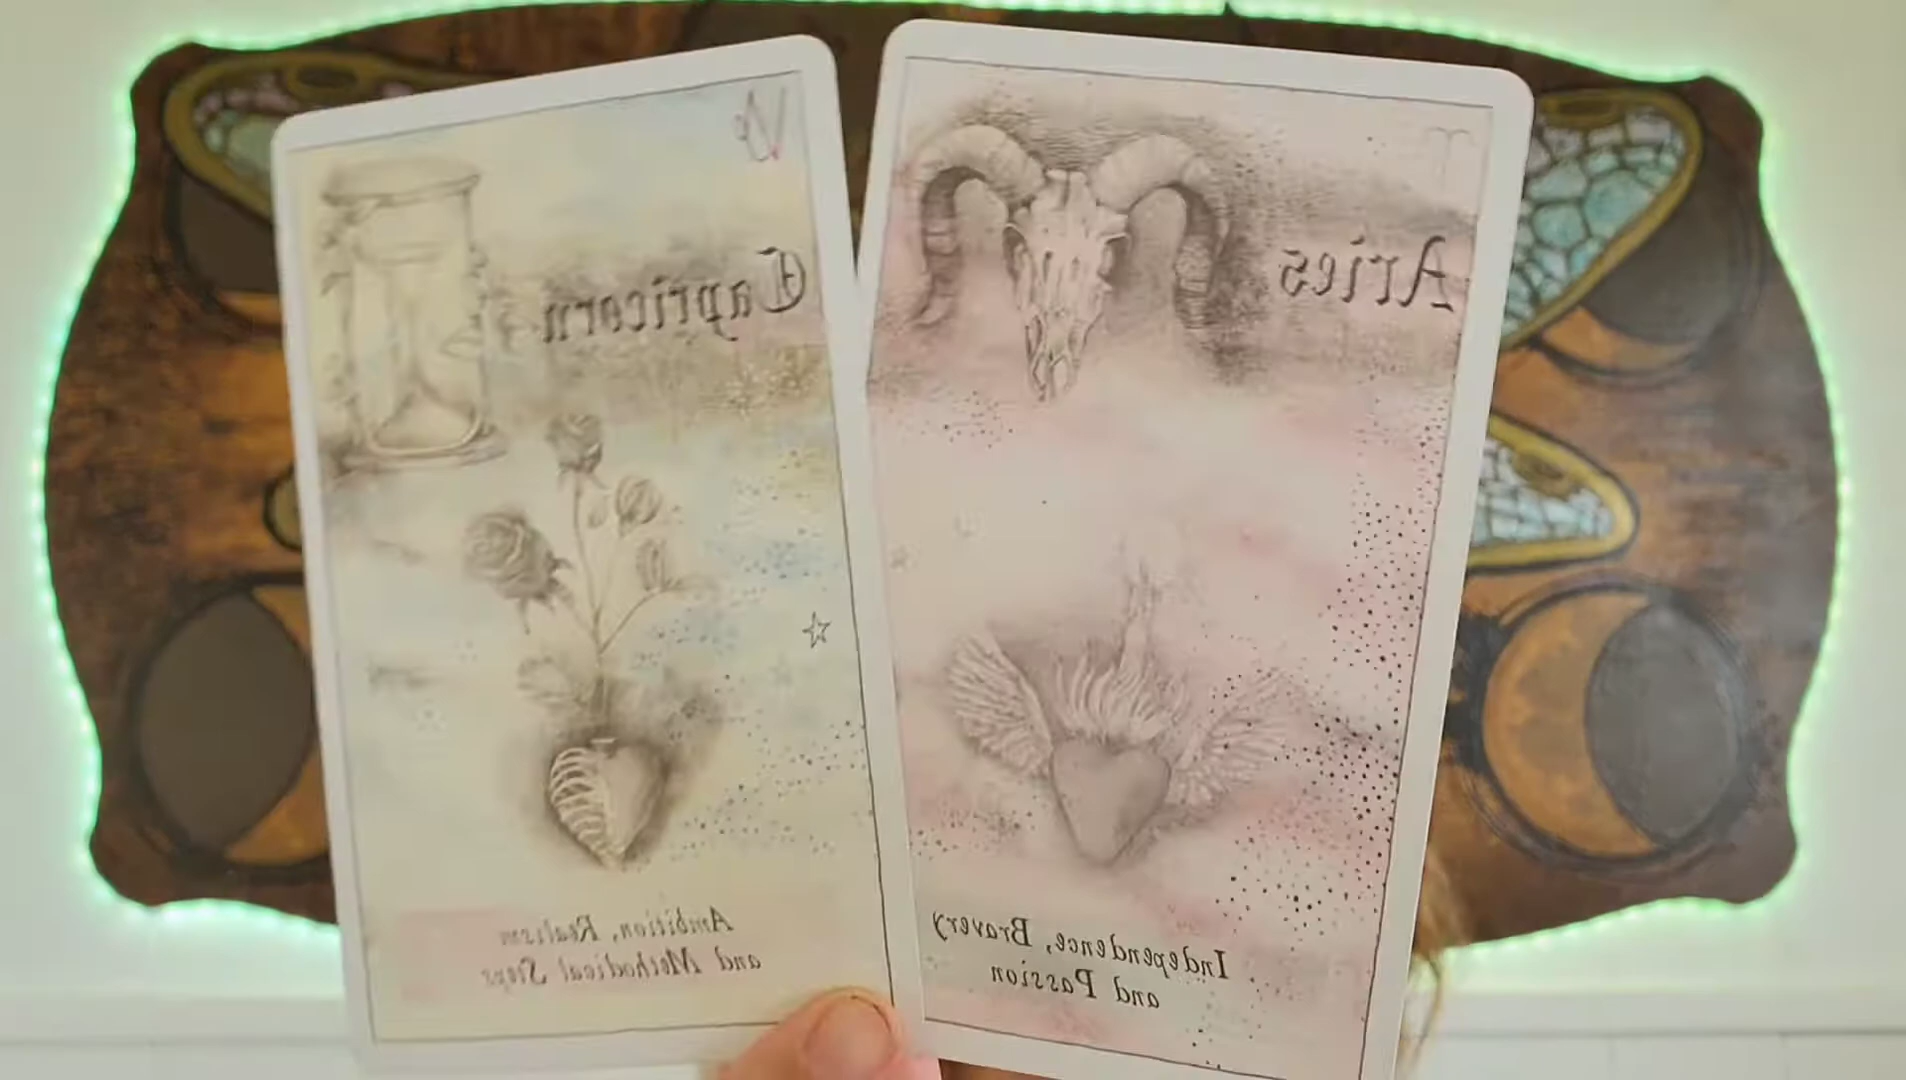 Capricorn
Ambition, Realism
and Methodical Steps
Aries
Independence, Bravery
and Passion